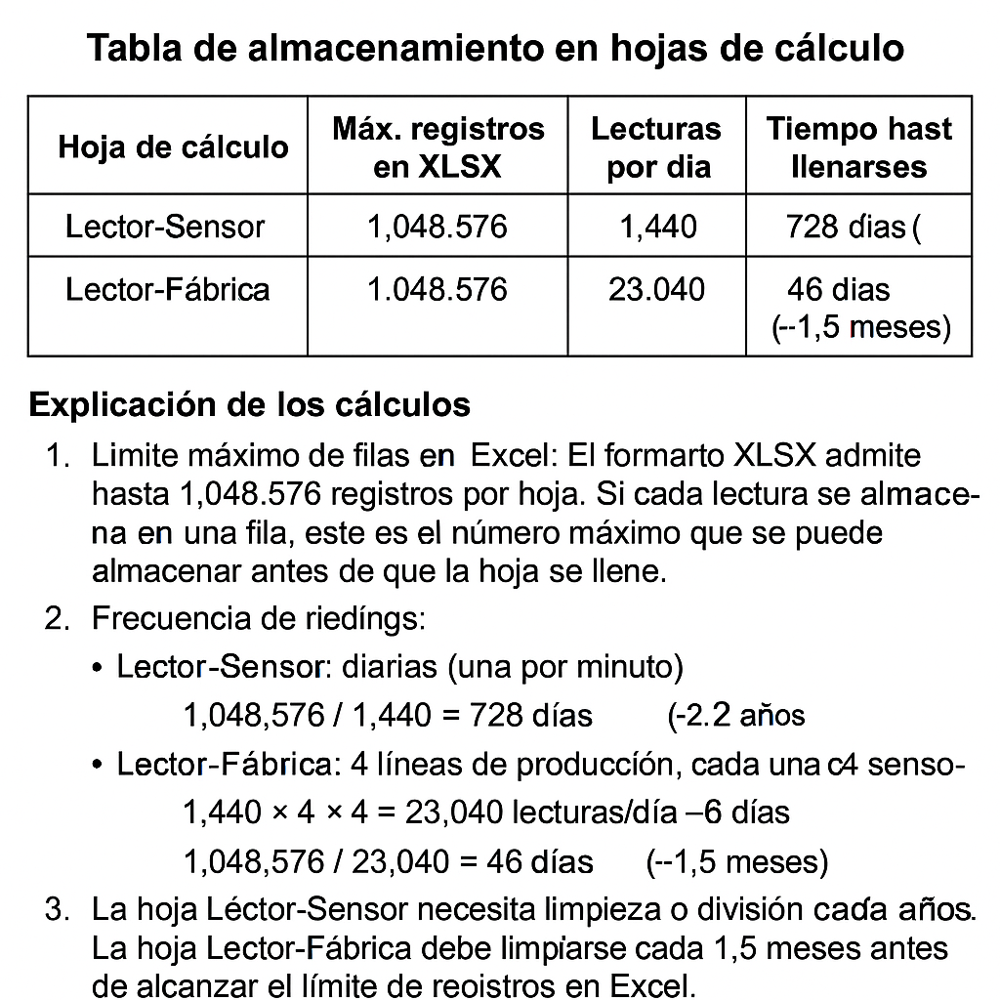 Tabla de almacenamiento en hojas de cálculo
Hoja de cálculo
Máx. registros
en XLSX
Lecturas
por dia
Tiempo hast
llenarses
Lector-Sensor
1,048.576
1,440
728 días (
Lector-Fábrica
1.048.576
23.040
46 dias
(--1,5 meses)
Explicación de los cálculos
1. Limite máximo de filas en Excel: El formarto XLSX admite
hasta 1,048.576 registros por hoja. Si cada lectura se almace-
na en una fila, este es el número máximo que se puede
almacenar antes de que la hoja se llene.
2. Frecuencia de riedíngs:
• Lector-Sensor: diarias (una por minuto)
1,048,576 / 1,440 = 728 días (-2.2 años
• Lector-Fábrica: 4 líneas de produccíón, cada una c4 senso-
1,440 × 4 × 4 = 23,040 lecturas/día –6 días
1,048,576 / 23,040 = 46 días (--1,5 meses)
3. La hoja Léctor-Sensor necesita limpieza o división cada años.
La hoja Lector-Fábrica debe limpiarse cada 1,5 meses antes
de alcanzar el límite de reoistros en Excel.